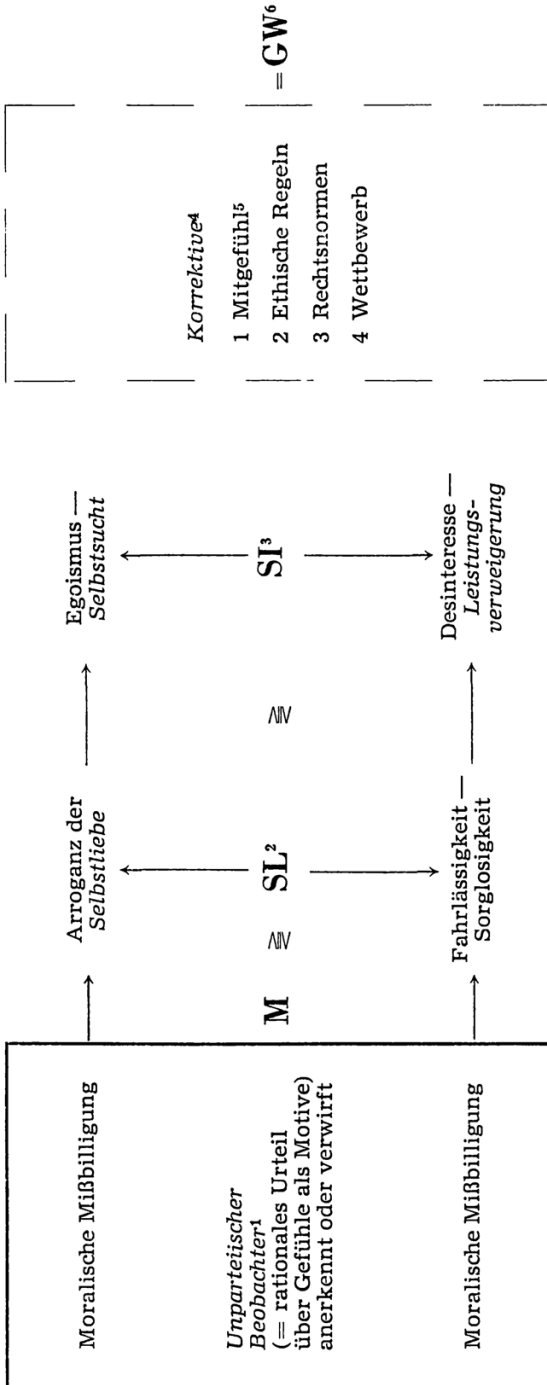 Moralische Mißbilligung
Unparteiischer
Beobachter¹
(= rationales Urteil
über Gefühle als Motive)
anerkennt oder verwirft
Moralische Mißbilligung
Arroganz der
Selbstliebe
Egoismus —
Selbstsucht
M ≧ SL² ≧ SI³
Fahrlässigkeit —
Sorglosigkeit
Desinteresse —
Leistungs-
verweigerung
Korrektive⁴
1 Mitgefühl⁵
2 Ethische Regeln
3 Rechtsnormen
4 Wettbewerb
= GW⁶